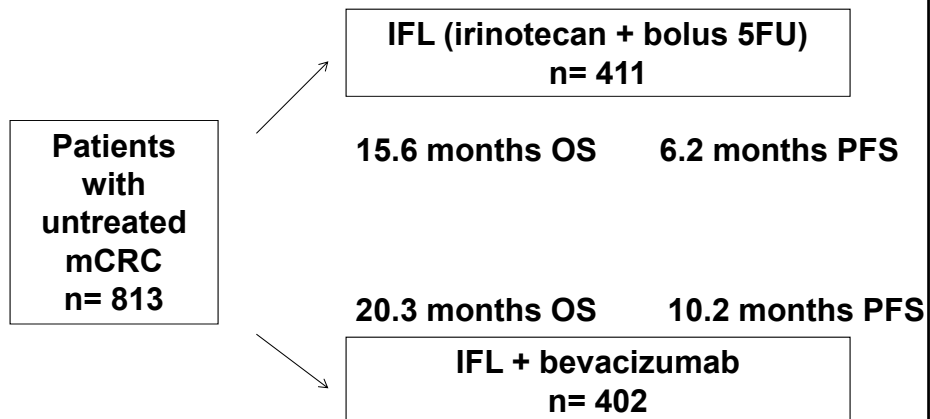 IFL (irinotecan + bolus 5FU)
n= 411
15.6 months OS 6.2 months PFS
Patients
with
untreated
mCRC
n= 813
20.3 months OS 10.2 months PFS
IFL + bevacizumab
n= 402